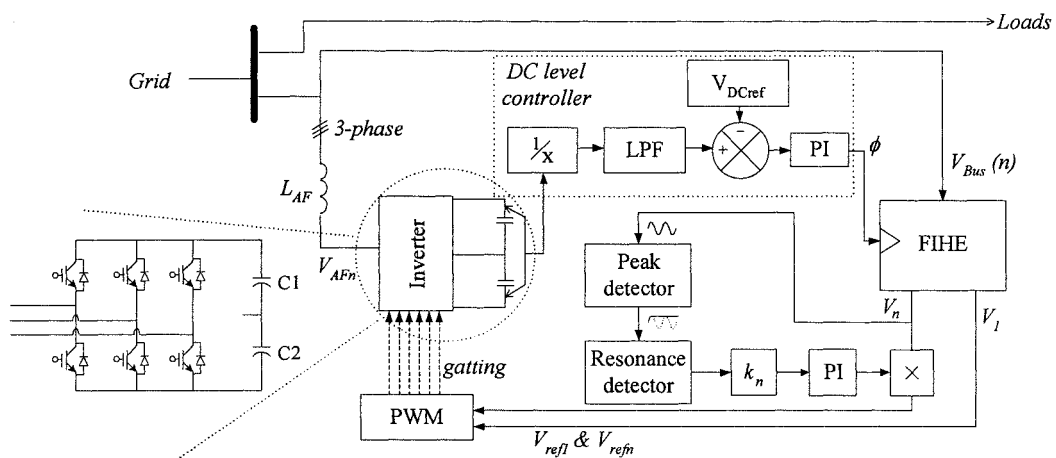 Loads
Grid
DC level
controller
V_DCref
3-phase
1/x
LPF
−
+
PI
ϕ
V_Bus (n)
L_AF
V_AFn
Inverter
FIHE
Peak
detector
V_n
V_1
C1
C2
gatting
Resonance
detector
k_n
PI
×
PWM
V_ref1 & V_refn